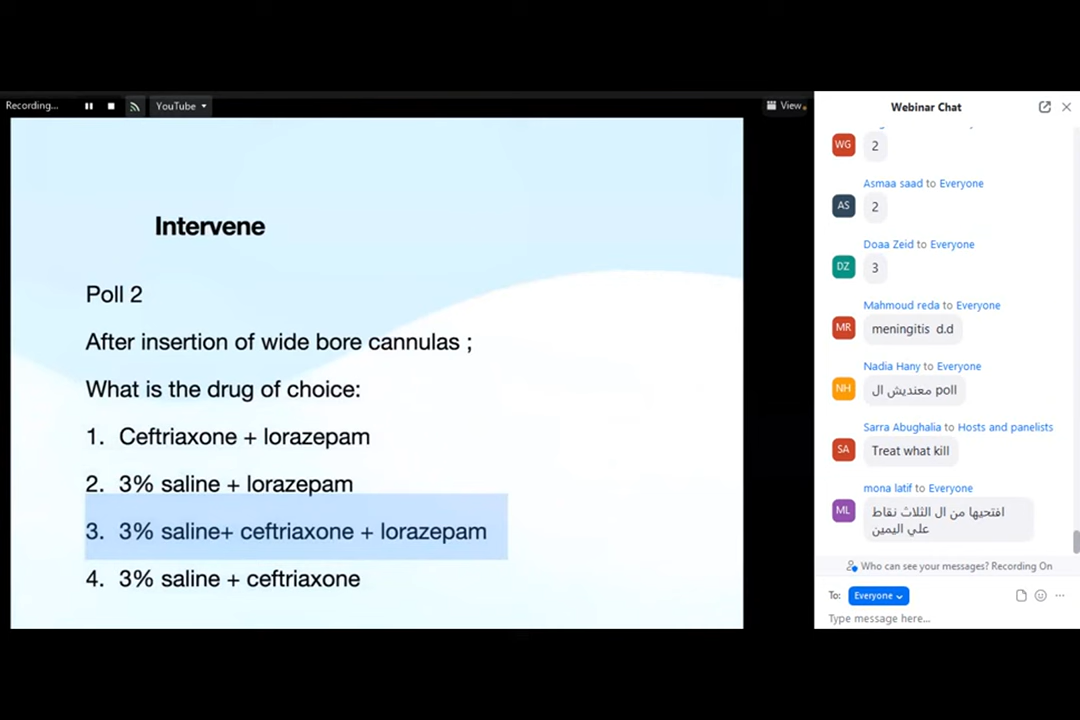 Recording...
YouTube
View
Intervene
Poll 2
After insertion of wide bore cannulas ;
What is the drug of choice:
1. Ceftriaxone + lorazepam
2. 3% saline + lorazepam
3. 3% saline+ ceftriaxone + lorazepam
4. 3% saline + ceftriaxone
Webinar Chat
WG
2
Asmaa saad to Everyone
AS
2
Doaa Zeid to Everyone
DZ
3
Mahmoud reda to Everyone
MR
meningitis d.d
Nadia Hany to Everyone
NH
معنديش ال poll
Sarra Abughalia to Hosts and panelists
SA
Treat what kill
mona latif to Everyone
ML
افتحيها من ال الثلاث نقاط
علي اليمين
Who can see your messages? Recording On
To: Everyone
Type message here...